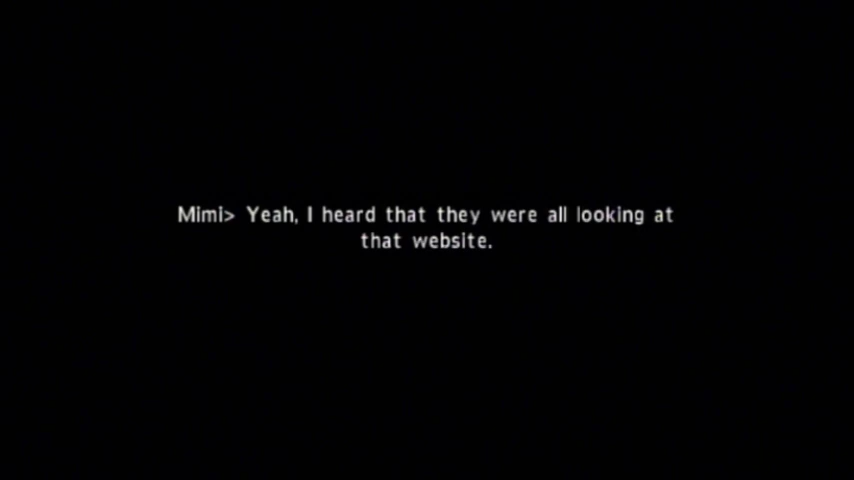 Mimi> Yeah, I heard that they were all looking at
that website.